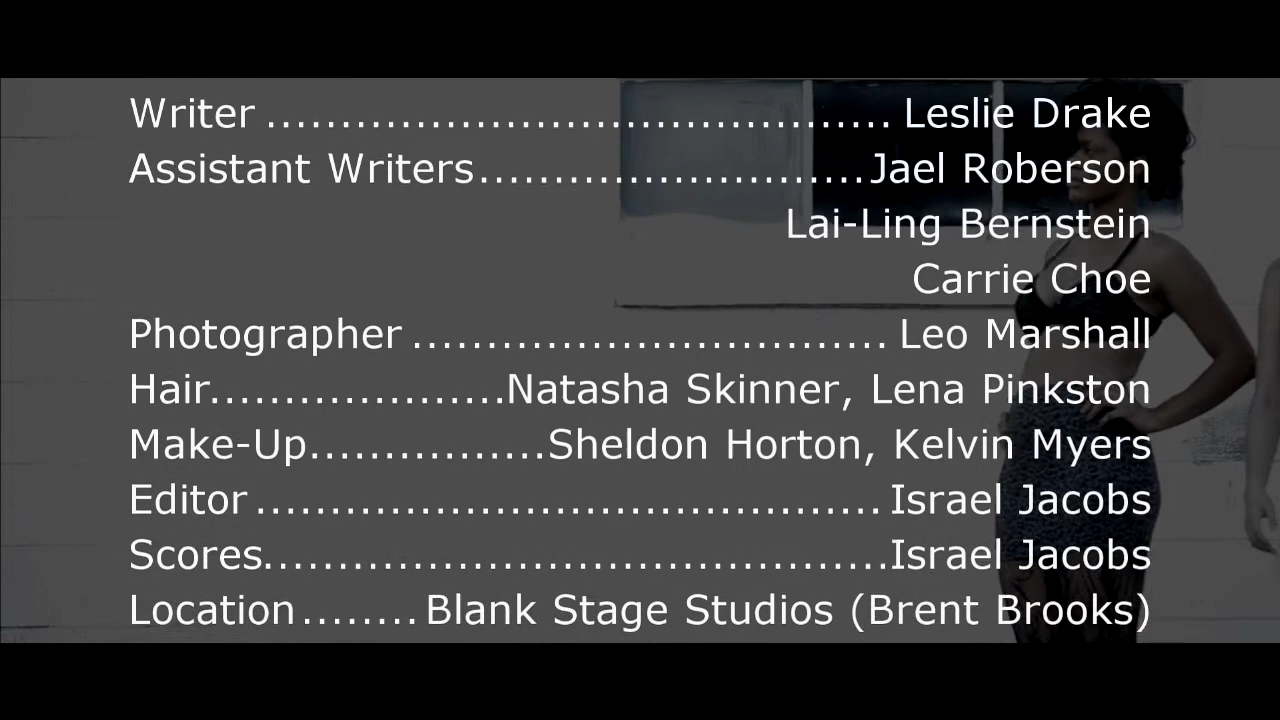 Writer ......................................... Leslie Drake
Assistant Writers..........................Jael Roberson
Lai-Ling Bernstein
Carrie Choe
Photographer ................................ Leo Marshall
Hair....................Natasha Skinner, Lena Pinkston
Make-Up................Sheldon Horton, Kelvin Myers
Editor .......................................... Israel Jacobs
Scores..........................................Israel Jacobs
Location........Blank Stage Studios (Brent Brooks)